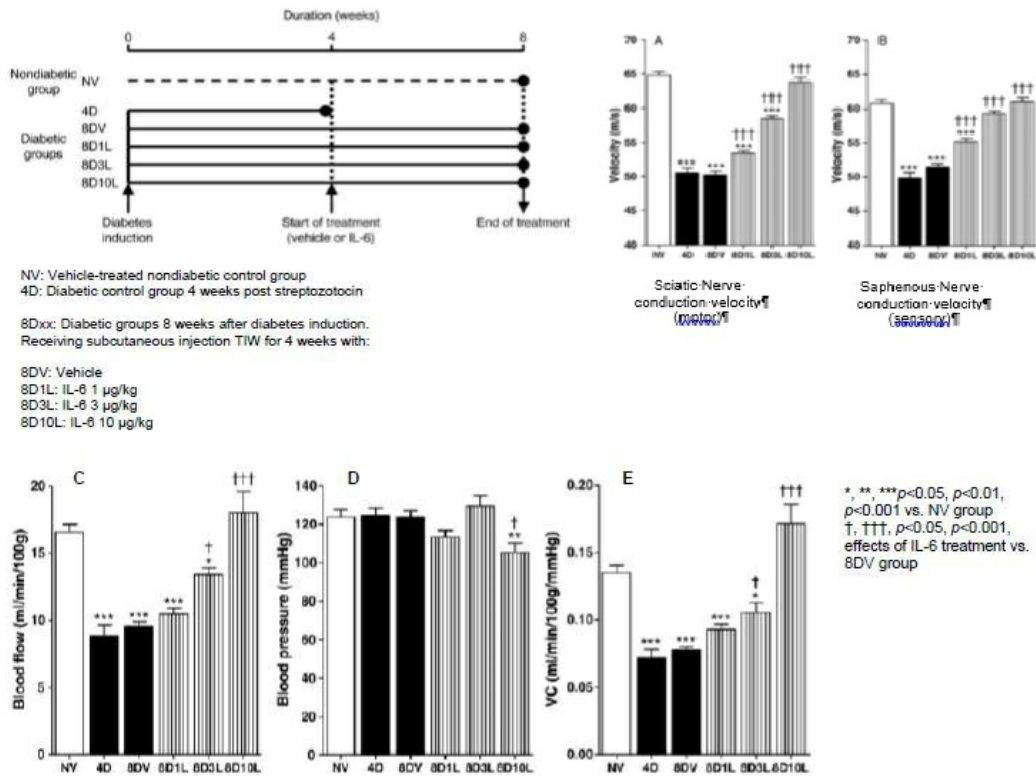 Duration (weeks)
0 4 8
Nondiabetic group
NV
Diabetic groups
4D
8DV
8D1L
8D3L
8D10L
Diabetes induction
Start of treatment (vehicle or IL-6)
End of treatment
NV: Vehicle-treated nondiabetic control group
4D: Diabetic control group 4 weeks post streptozotocin
8Dxx: Diabetic groups 8 weeks after diabetes induction.
Receiving subcutaneous injection TIW for 4 weeks with:
8DV: Vehicle
8D1L: IL-6 1 µg/kg
8D3L: IL-6 3 µg/kg
8D10L: IL-6 10 µg/kg
A
Velocity (m/s)
70
65
60
55
50
45
40
*** *** *** ††† *** ††† †††
NV 4D 8DV 8D1L 8D3L 8D10L
Sciatic·Nerve·
conduction·velocity¶
(motor)¶
B
Velocity (m/s)
70
65
60
55
50
45
40
*** *** *** ††† ††† †††
NV 4D 8DV 8D1L 8D3L 8D10L
Saphenous·Nerve·
conduction·velocity¶
(sensory)¶
C
Blood flow (ml/min/100g)
20
15
10
5
0
*** *** *** * † †††
NV 4D 8DV 8D1L 8D3L 8D10L
D
Blood pressure (mmHg)
140
120
100
80
60
40
20
0
** †
NV 4D 8DV 8D1L 8D3L 8D10L
E
VC (ml/min/100g/mmHg)
0.20
0.15
0.10
0.05
0.00
*** *** *** * † †††
NV 4D 8DV 8D1L 8D3L 8D10L
*, **, ***p<0.05, p<0.01,
p<0.001 vs. NV group
†, †††, p<0.05, p<0.001,
effects of IL-6 treatment vs.
8DV group